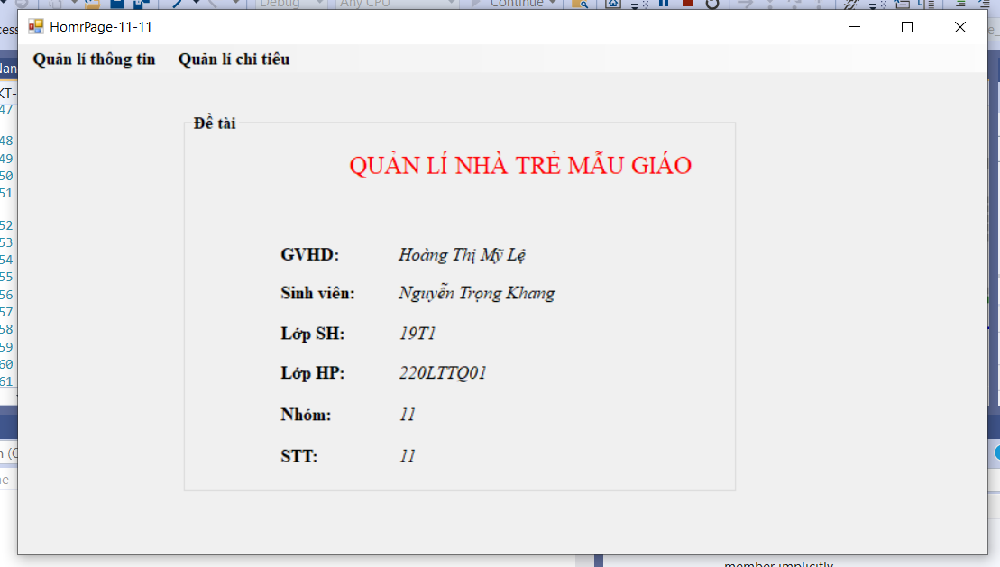 Debug
Any CPU
Continue
HomrPage-11-11
Quản lí thông tin Quản lí chi tiêu
Đề tài
QUẢN LÍ NHÀ TRẺ MẪU GIÁO
GVHD: Hoàng Thị Mỹ Lệ
Sinh viên: Nguyễn Trọng Khang
Lớp SH: 19T1
Lớp HP: 220LTTQ01
Nhóm: 11
STT: 11
47
48
49
50
51
52
53
54
55
56
57
58
59
60
61
member implicitly